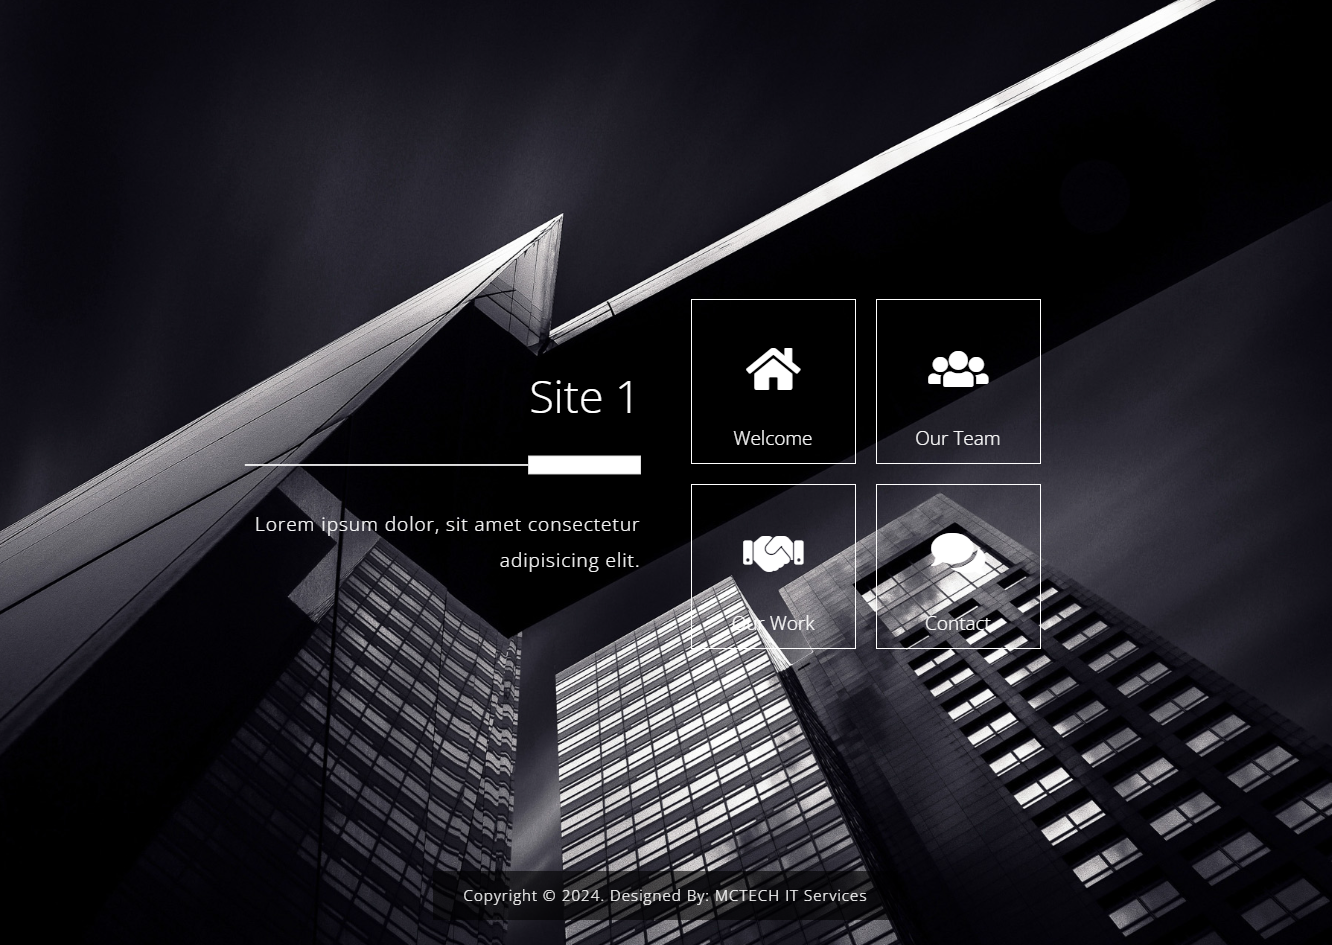 Site 1
Lorem ipsum dolor, sit amet consectetur
adipisicing elit.
Welcome
Our Team
Our Work
Contact
Copyright © 2024. Designed By: MCTECH IT Services